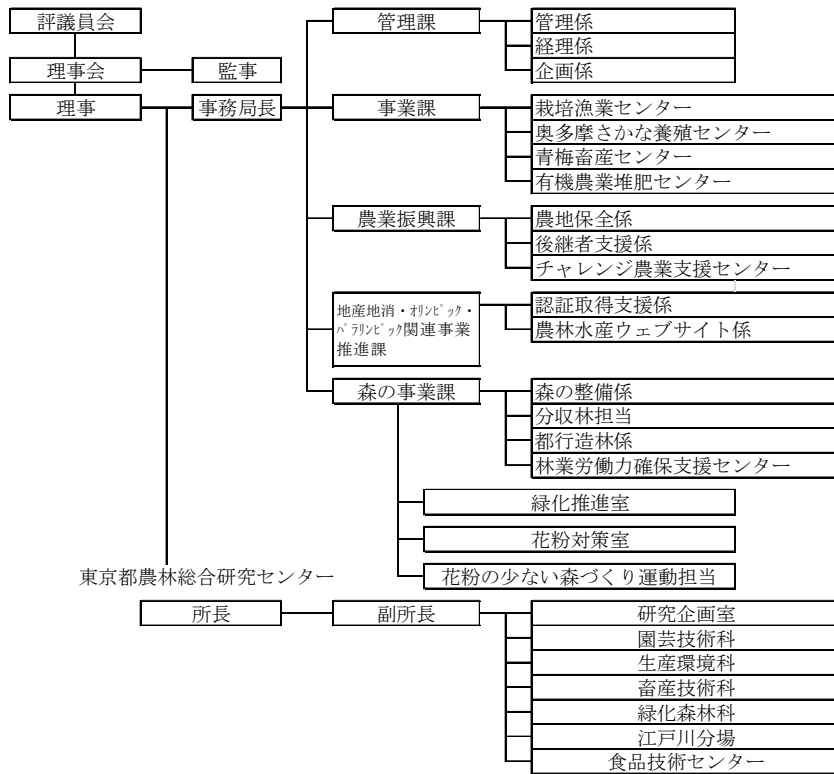 評議員会
理事会
監事
理事
事務局長
管理課
管理係
経理係
企画係
事業課
栽培漁業センター
奥多摩さかな養殖センター
青梅畜産センター
有機農業堆肥センター
農業振興課
農地保全係
後継者支援係
チャレンジ農業支援センター
地産地消・ｵﾘﾝﾋﾟｯｸ・
ﾊﾟﾗﾘﾝﾋﾟｯｸ関連事業
推進課
認証取得支援係
農林水産ウェブサイト係
森の事業課
森の整備係
分収林担当
都行造林係
林業労働力確保支援センター
緑化推進室
花粉対策室
花粉の少ない森づくり運動担当
東京都農林総合研究センター
所長
副所長
研究企画室
園芸技術科
生産環境科
畜産技術科
緑化森林科
江戸川分場
食品技術センター